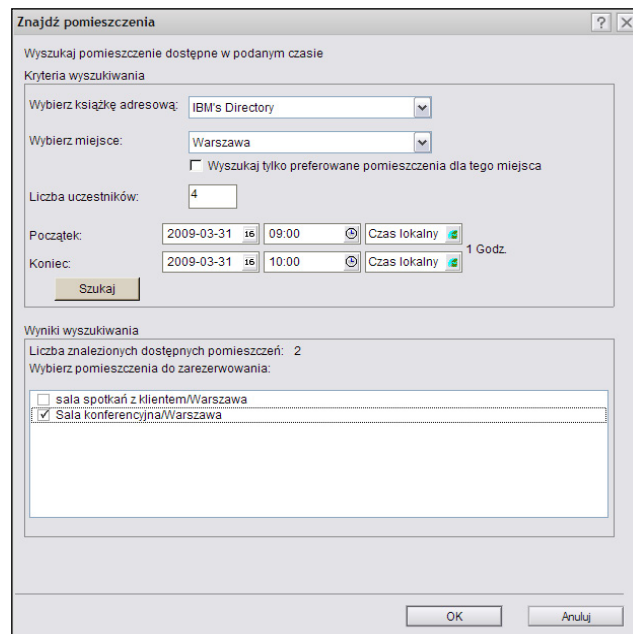 Znajdź pomieszczenia
Wyszukaj pomieszczenie dostępne w podanym czasie
Kryteria wyszukiwania
Wybierz książkę adresową: IBM's Directory
Wybierz miejsce: Warszawa
Wyszukaj tylko preferowane pomieszczenia dla tego miejsca
Liczba uczestników: 4
Początek: 2009-03-31 16 09:00 Czas lokalny
1 Godz.
Koniec: 2009-03-31 16 10:00 Czas lokalny
Szukaj
Wyniki wyszukiwania
Liczba znalezionych dostępnych pomieszczeń: 2
Wybierz pomieszczenia do zarezerwowania:
sala spotkań z klientem/Warszawa
Sala konferencyjna/Warszawa
OK Anuluj